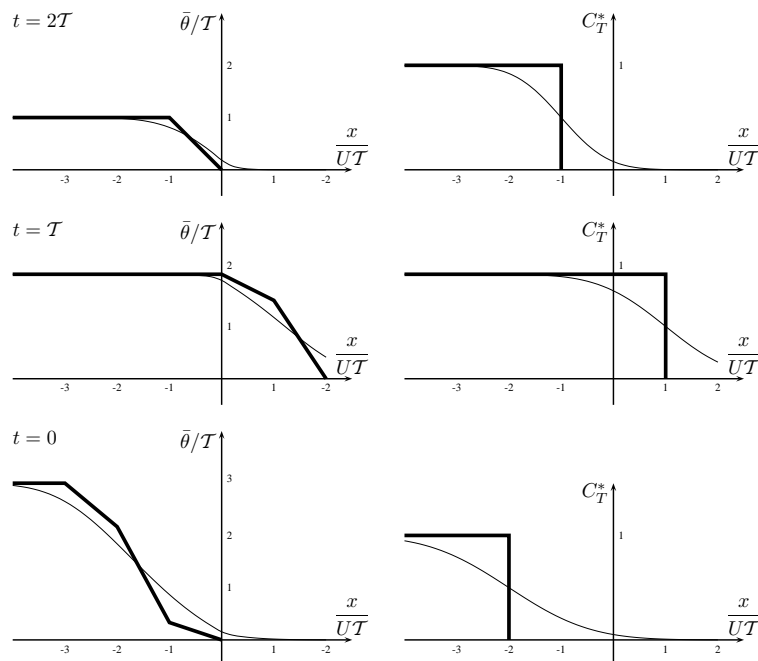 t = 2𝒯
θ̄/𝒯
2
1
x
U𝒯
-3 -2 -1 1 -2
C*_T
1
x
U𝒯
-3 -2 -1 1 2
t = 𝒯
θ̄/𝒯
2
1
x
U𝒯
-3 -2 -1 1 -2
C*_T
1
x
U𝒯
-3 -2 -1 1 2
t = 0
θ̄/𝒯
3
2
1
x
U𝒯
-3 -2 -1 1 -2
C*_T
1
x
U𝒯
-3 -2 -1 1 2